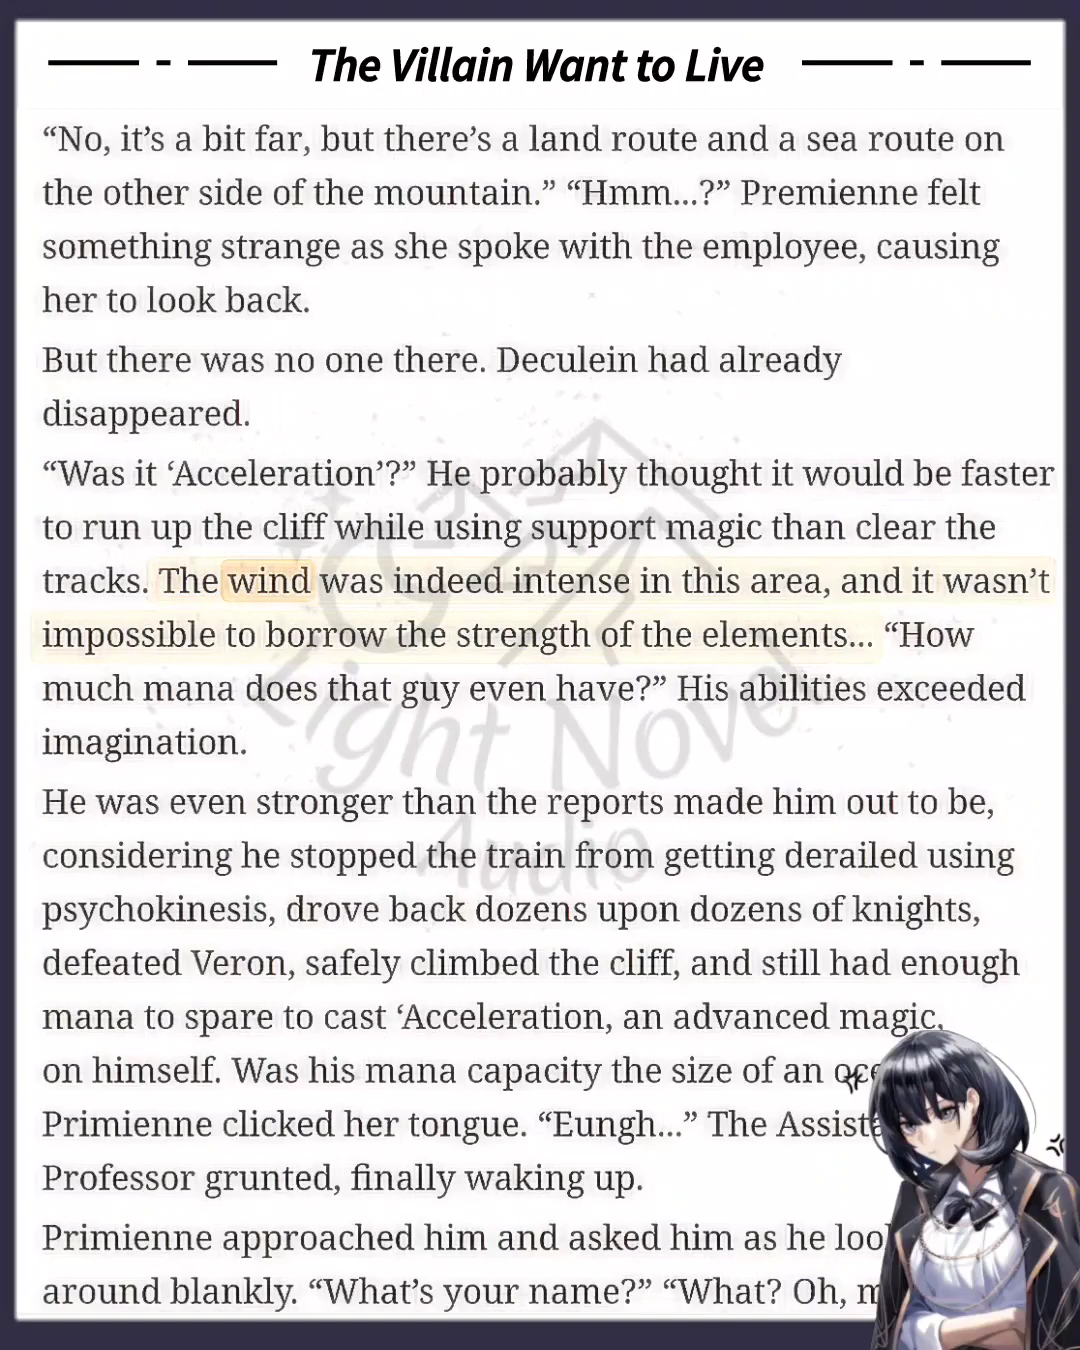 The Villain Want to Live
“No, it’s a bit far, but there’s a land route and a sea route on
the other side of the mountain.” “Hmm...?” Premienne felt
something strange as she spoke with the employee, causing
her to look back.
But there was no one there. Deculein had already
disappeared.
“Was it ‘Acceleration’?” He probably thought it would be faster
to run up the cliff while using support magic than clear the
tracks. The wind was indeed intense in this area, and it wasn’t
impossible to borrow the strength of the elements... “How
much mana does that guy even have?” His abilities exceeded
imagination.
He was even stronger than the reports made him out to be,
considering he stopped the train from getting derailed using
psychokinesis, drove back dozens upon dozens of knights,
defeated Veron, safely climbed the cliff, and still had enough
mana to spare to cast ‘Acceleration, an advanced magic,
on himself. Was his mana capacity the size of an
Primienne clicked her tongue. “Eungh...” The
Professor grunted, finally waking up.
Primienne approached him and asked him as he
around blankly. “What’s your name?” “What? Oh,
Light Novel
Audio